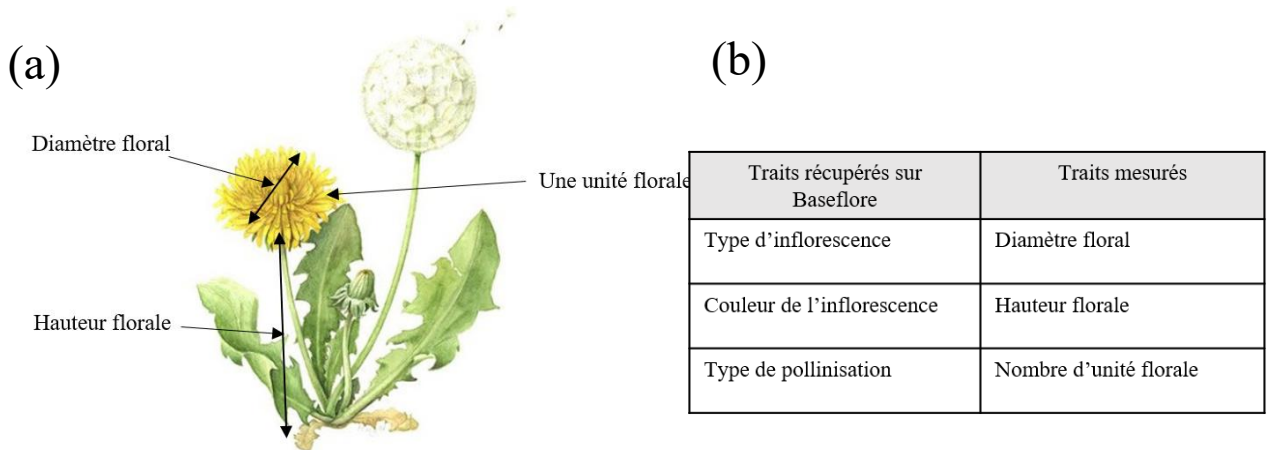 (a)
Diamètre floral
Une unité florale
Hauteur florale
(b)
Traits récupérés sur
Baseflore
Traits mesurés
Type d’inflorescence
Diamètre floral
Couleur de l’inflorescence
Hauteur florale
Type de pollinisation
Nombre d’unité florale